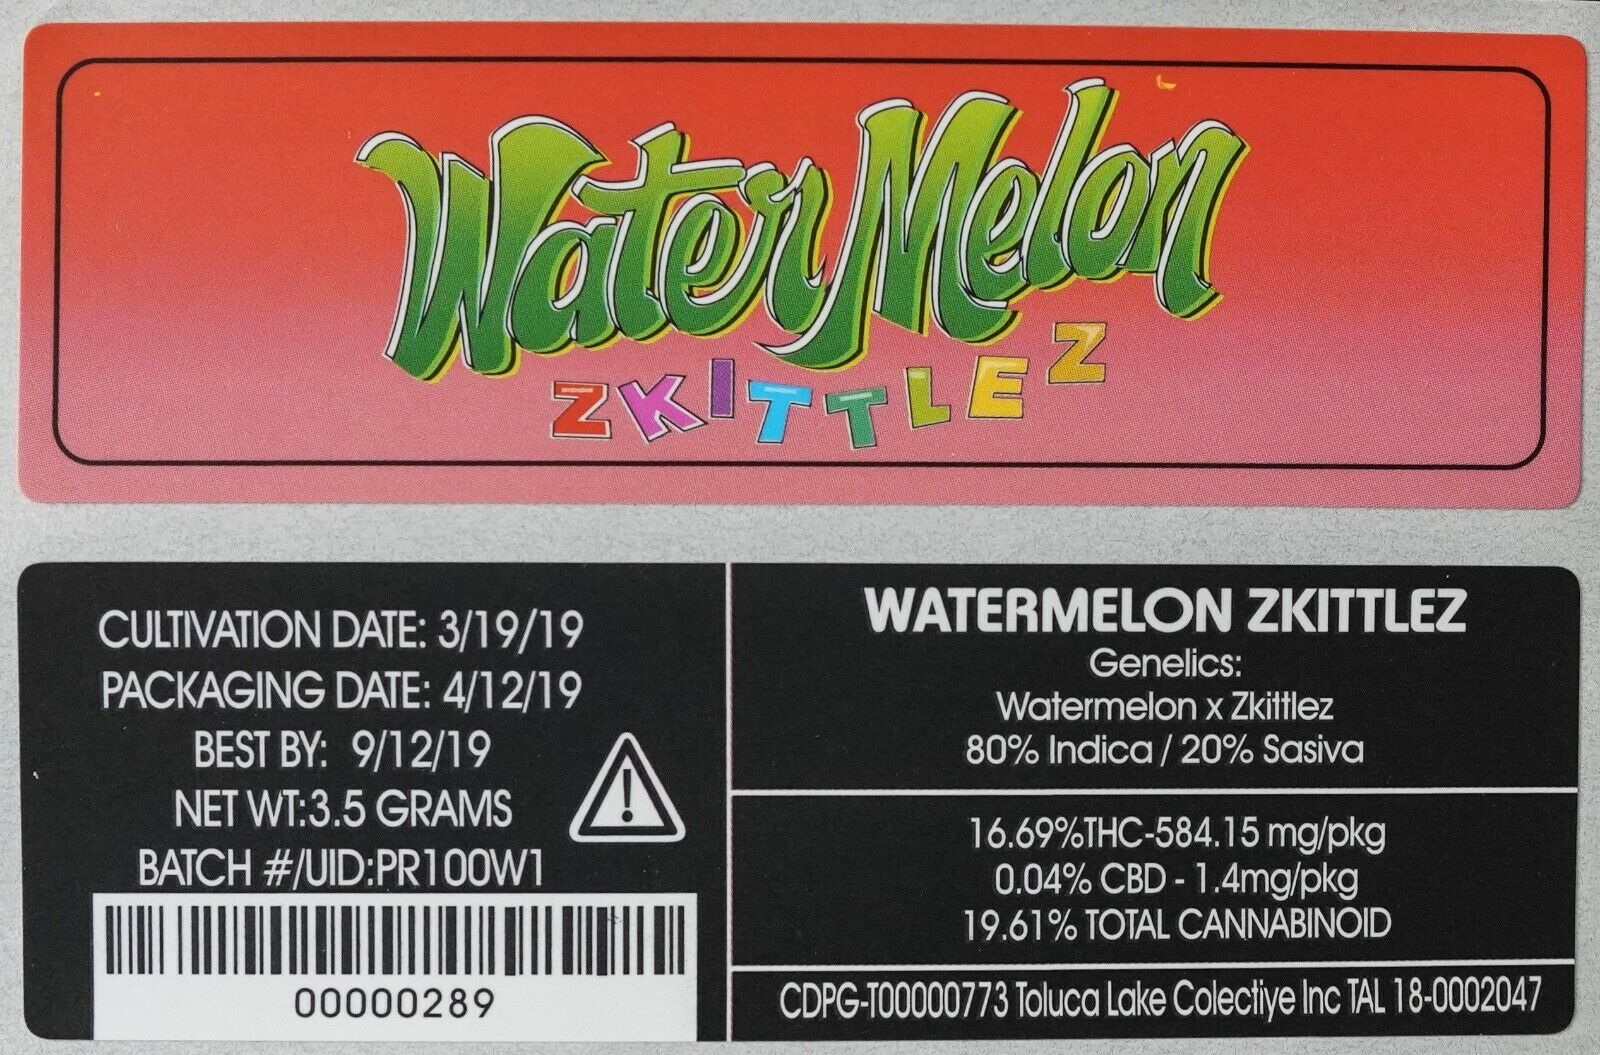 WaterMelon
ZKITTLEZ
CULTIVATION DATE: 3/19/19
PACKAGING DATE: 4/12/19
BEST BY: 9/12/19
NET WT:3.5 GRAMS
BATCH #/UID:PR100W1
00000289
WATERMELON ZKITTLEZ
Genelics:
Watermelon x Zkittlez
80% Indica / 20% Sasiva
16.69%THC-584.15 mg/pkg
0.04% CBD - 1.4mg/pkg
19.61% TOTAL CANNABINOID
CDPG-T00000773 Toluca Lake Colectiye Inc TAL 18-0002047